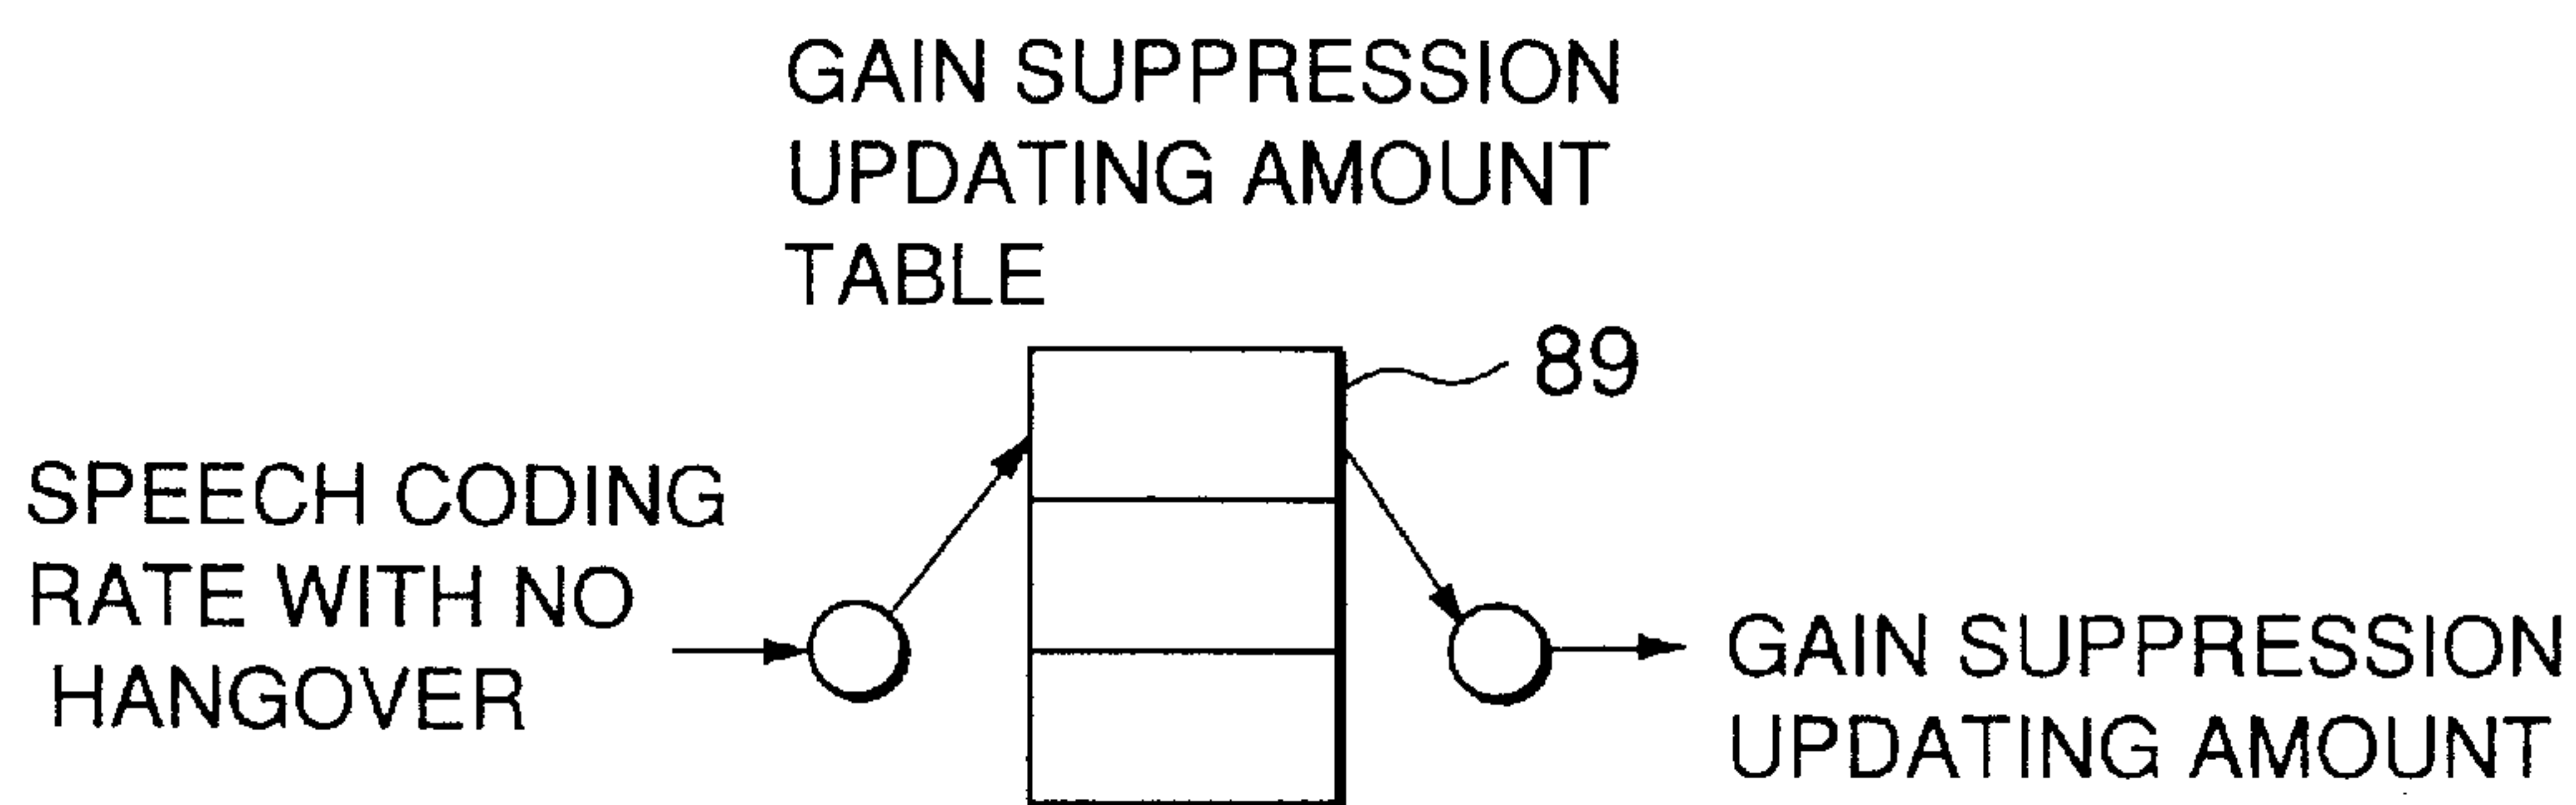 GAIN SUPPRESSION
UPDATING AMOUNT
TABLE
89
SPEECH CODING
RATE WITH NO
HANGOVER
GAIN SUPPRESSION
UPDATING AMOUNT